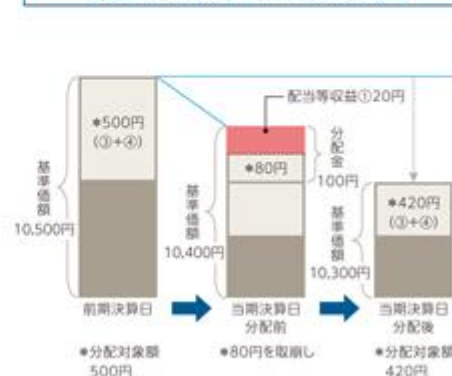 *500円
(③+④)
基準価額
10,500円
前期決算日
*分配対象額
500円
配当等収益①20円
*80円
分配金
100円
基準価額
10,400円
当期決算日
分配前
*80円を取崩し
*420円
(③+④)
基準価額
10,300円
当期決算日
分配後
*分配対象額
420円